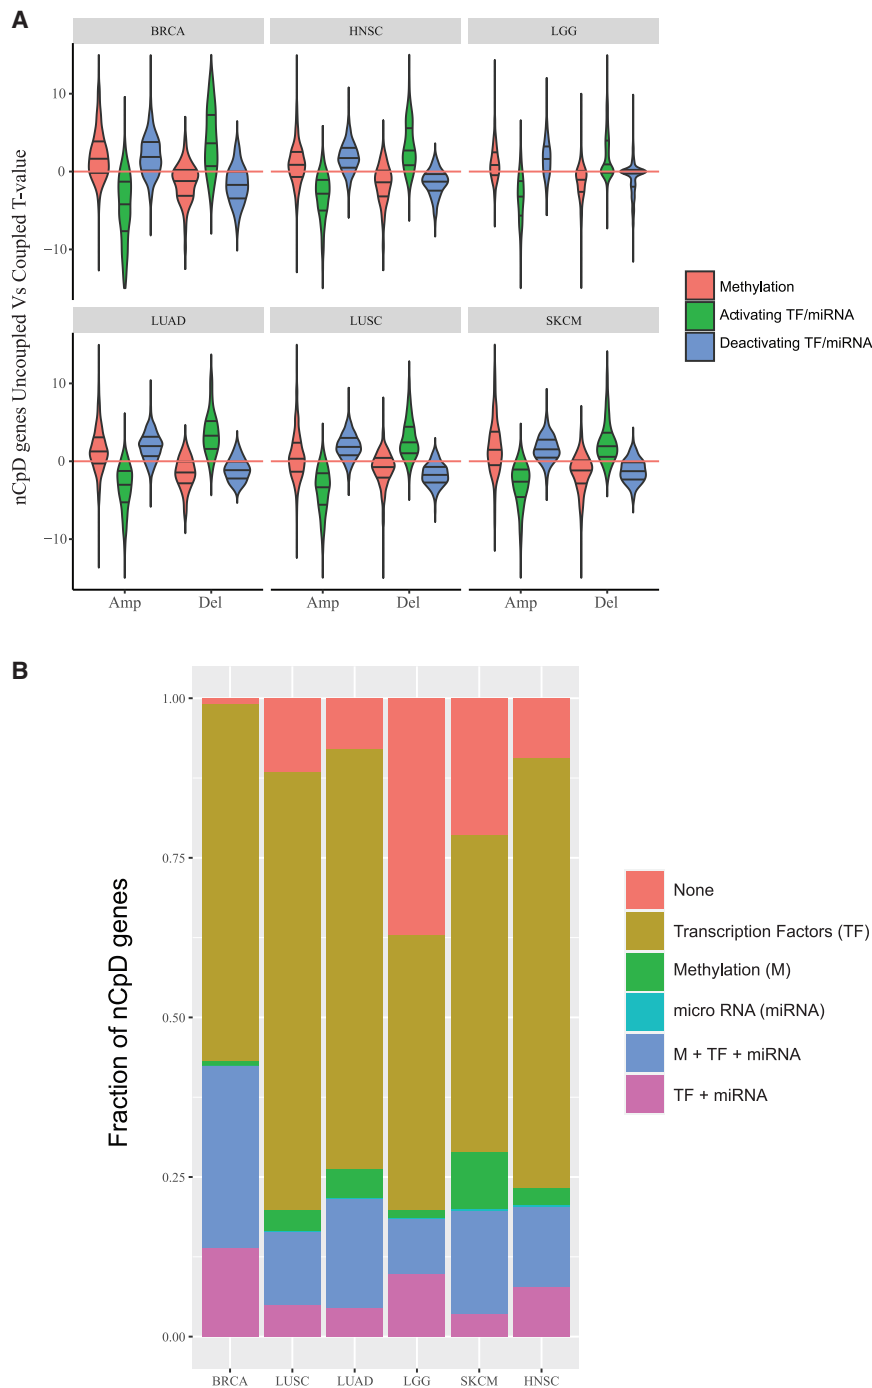 A
BRCA
HNSC
LGG
nCpD genes Uncoupled Vs Coupled T-value
10
0
−10
LUAD
LUSC
SKCM
10
0
−10
Amp
Del
Amp
Del
Amp
Del
Methylation
Activating TF/miRNA
Deactivating TF/miRNA
B
Fraction of nCpD genes
1.00
0.75
0.50
0.25
0.00
BRCA
LUSC
LUAD
LGG
SKCM
HNSC
None
Transcription Factors (TF)
Methylation (M)
micro RNA (miRNA)
M + TF + miRNA
TF + miRNA